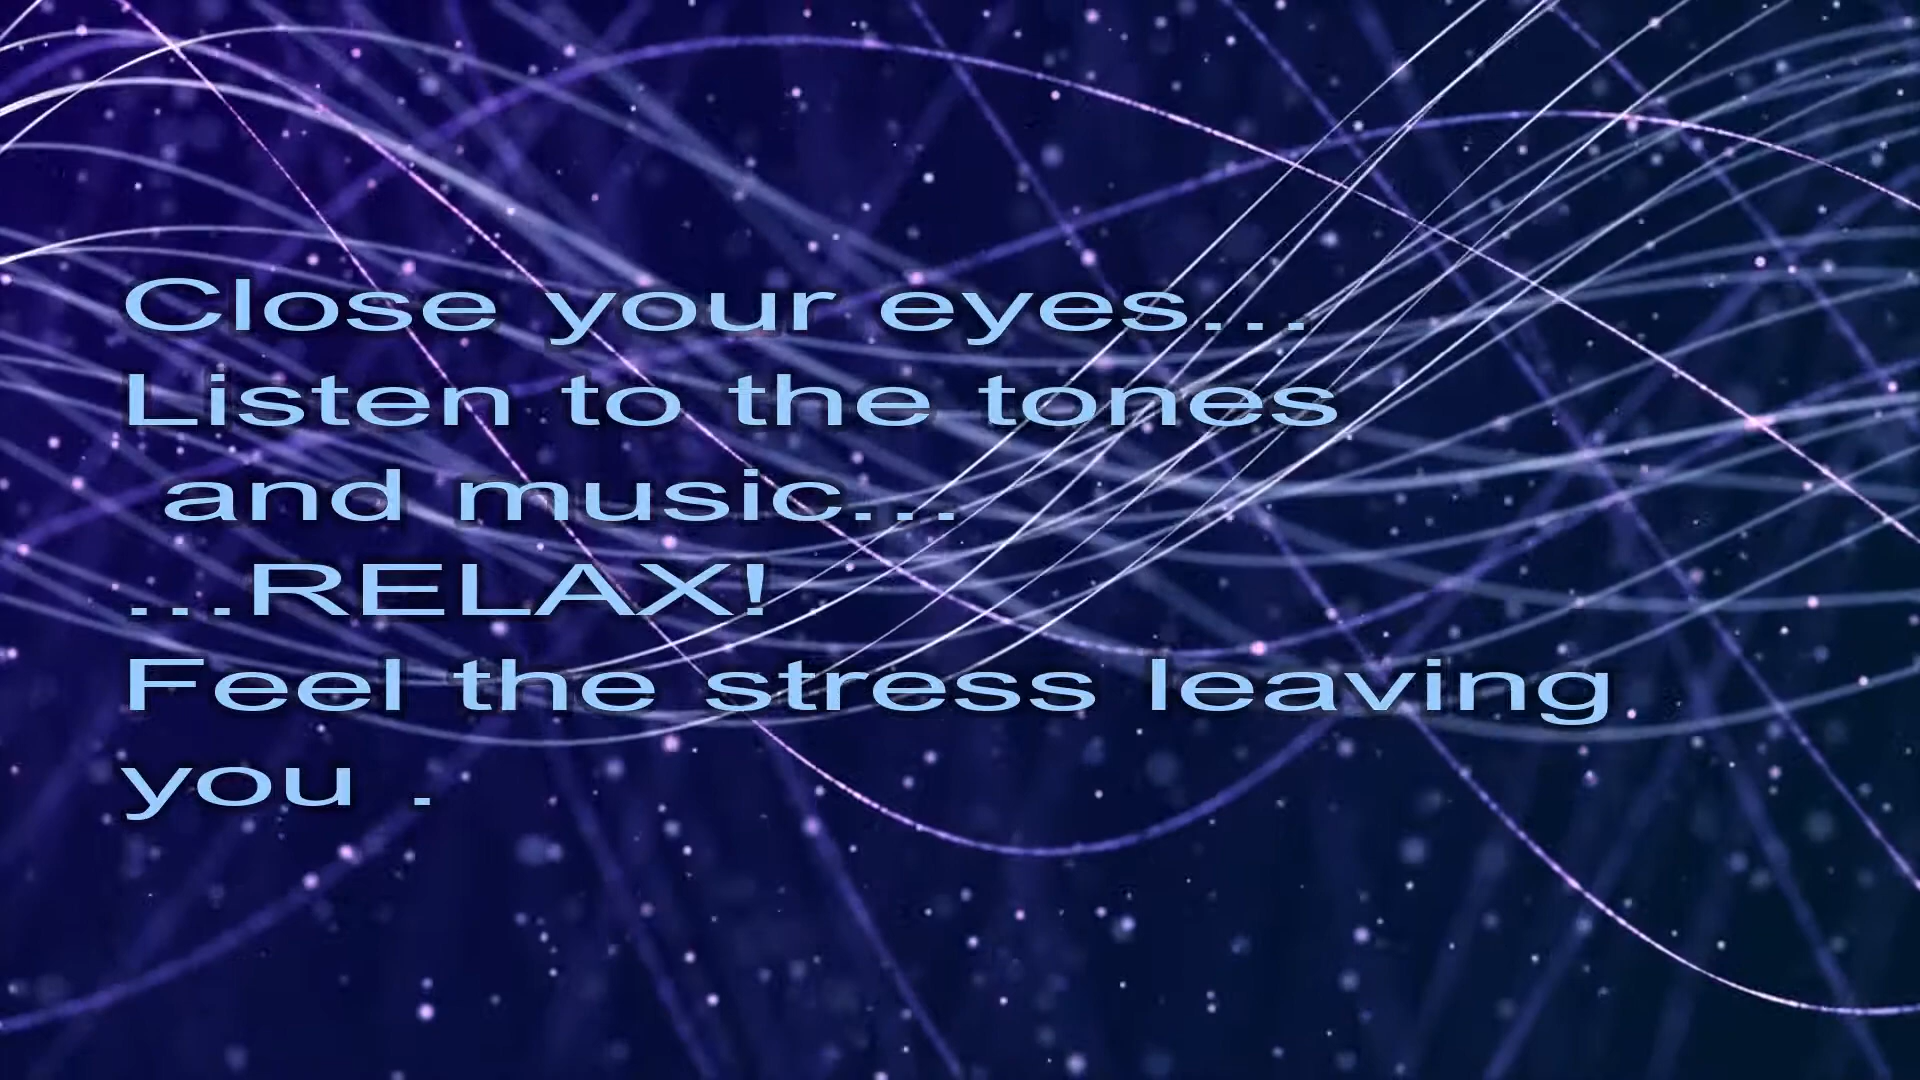 Close your eyes...
Listen to the tones
and music...
...RELAX!
Feel the stress leaving
you .